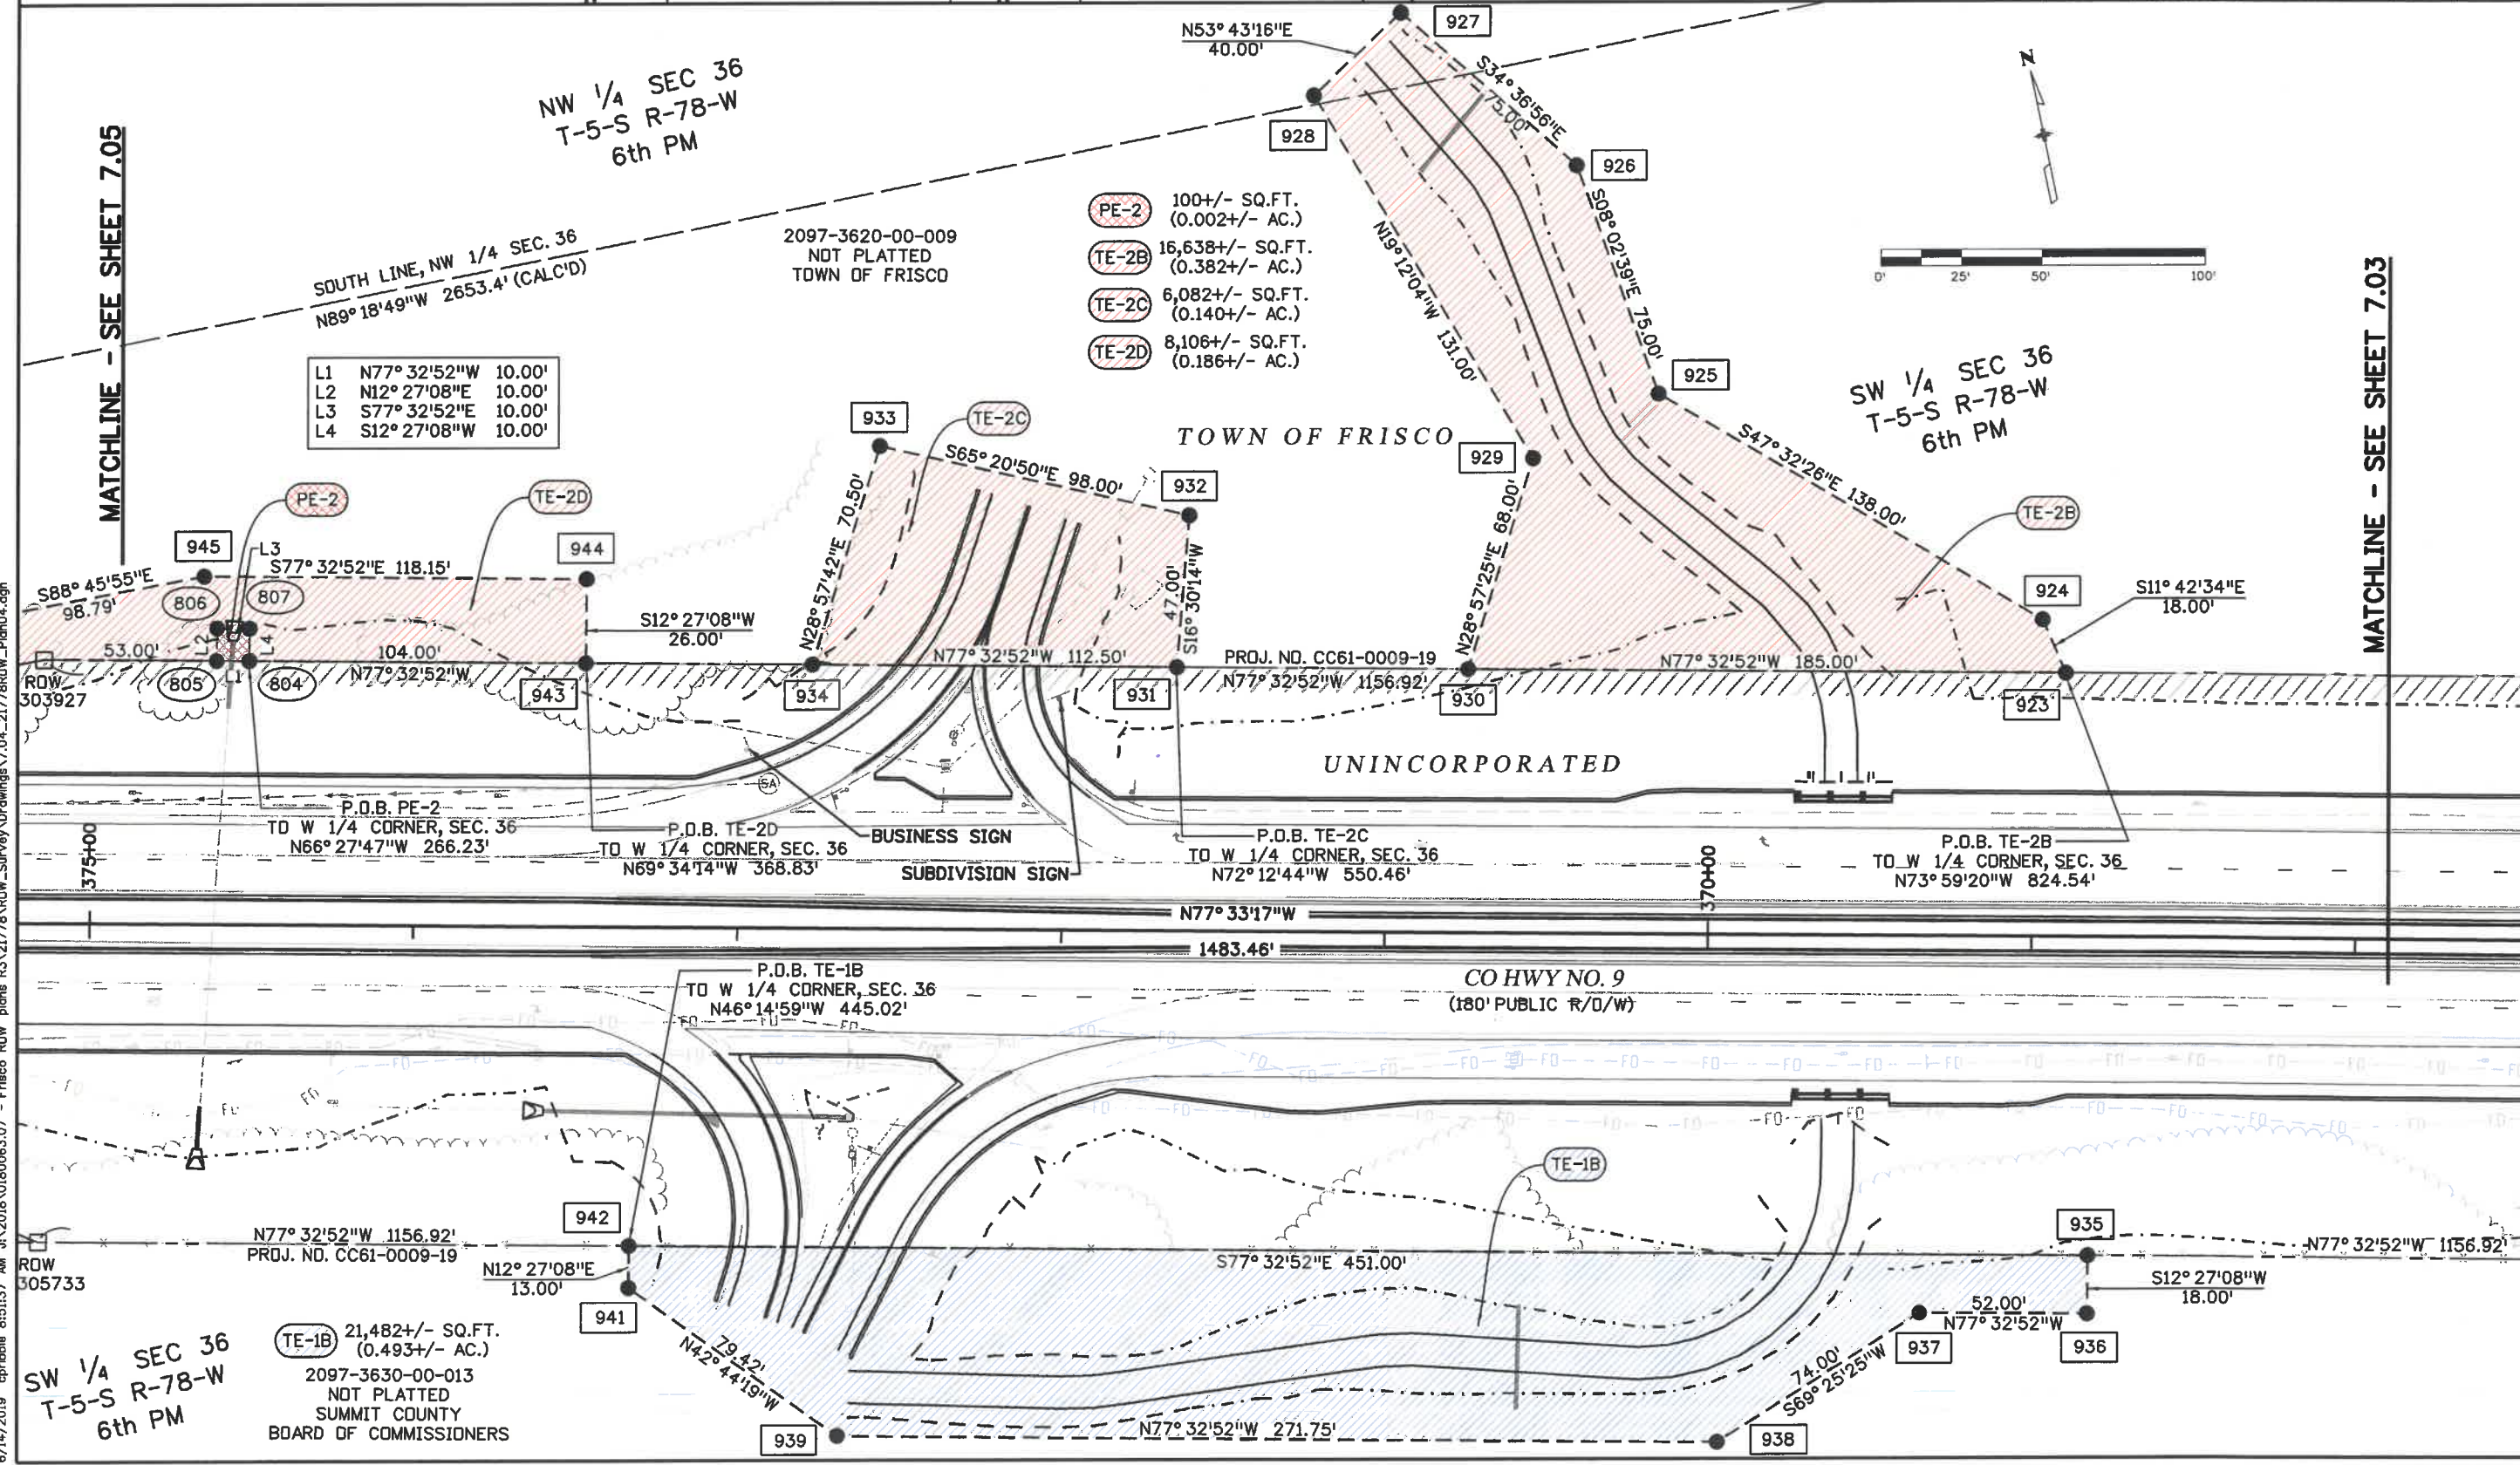 927
N53° 43'16"E
40.00'
NW 1/4 SEC 36
T-5-S R-78-W
6th PM
928
S34° 36'56"E
75.00'
926
N
MATCHLINE - SEE SHEET 7.05
SOUTH LINE, NW 1/4 SEC. 36
N89° 18'49"W 2653.4' (CALC'D)
2097-3620-00-009
NOT PLATTED
TOWN OF FRISCO
PE-2 100+/- SQ.FT.
(0.002+/- AC.)
TE-2B 16,638+/- SQ.FT.
(0.382+/- AC.)
TE-2C 6,082+/- SQ.FT.
(0.140+/- AC.)
TE-2D 8,106+/- SQ.FT.
(0.186+/- AC.)
N19° 12'04"W 131.00'
S08° 02'39"E 75.00'
0' 25' 50' 100'
MATCHLINE - SEE SHEET 7.03
L1 N77° 32'52"W 10.00'
L2 N12° 27'08"E 10.00'
L3 S77° 32'52"E 10.00'
L4 S12° 27'08"W 10.00'
925
SW 1/4 SEC 36
T-5-S R-78-W
6th PM
933
TE-2C
TOWN OF FRISCO
929
S65° 20'50"E 98.00'
932
S47° 32'26"E 138.00'
PE-2
TE-2D
TE-2B
N28° 57'42"E 70.50'
N28° 57'25"E 68.00'
945
L3
944
S77° 32'52"E 118.15'
S88° 45'55"E
98.79'
806
807
S12° 27'08"W
26.00'
47.00'
S16° 30'14"W
924
S11° 42'34"E
18.00'
53.00'
L2
L4
104.00'
N77° 32'52"W
N77° 32'52"W 112.50'
PROJ. NO. CC61-0009-19
N77° 32'52"W 1156.92'
N77° 32'52"W 185.00'
ROW
303927
805
L1
804
943
934
931
930
923
UNINCORPORATED
SA
P.O.B. PE-2
TO W 1/4 CORNER, SEC. 36
N66° 27'47"W 266.23'
P.O.B. TE-2D
TO W 1/4 CORNER, SEC. 36
N69° 34'14"W 368.83'
BUSINESS SIGN
SUBDIVISION SIGN
P.O.B. TE-2C
TO W 1/4 CORNER, SEC. 36
N72° 12'44"W 550.46'
P.O.B. TE-2B
TO W 1/4 CORNER, SEC. 36
N73° 59'20"W 824.54'
375+00
370+00
N77° 33'17"W
1483.46'
P.O.B. TE-1B
TO W 1/4 CORNER, SEC. 36
N46° 14'59"W 445.02'
CO HWY NO. 9
(180' PUBLIC R/O/W)
TE-1B
942
935
N77° 32'52"W 1156.92'
PROJ. NO. CC61-0009-19
ROW
305733
N12° 27'08"E
13.00'
S77° 32'52"E 451.00'
N77° 32'52"W 1156.92'
S12° 27'08"W
18.00'
941
52.00'
N77° 32'52"W
937
936
SW 1/4 SEC 36
T-5-S R-78-W
6th PM
TE-1B 21,482+/- SQ.FT.
(0.493+/- AC.)
2097-3630-00-013
NOT PLATTED
SUMMIT COUNTY
BOARD OF COMMISSIONERS
79.42'
N42° 44'19"W
74.00'
S69° 25'25"W
939
N77° 32'52"W 271.75'
938